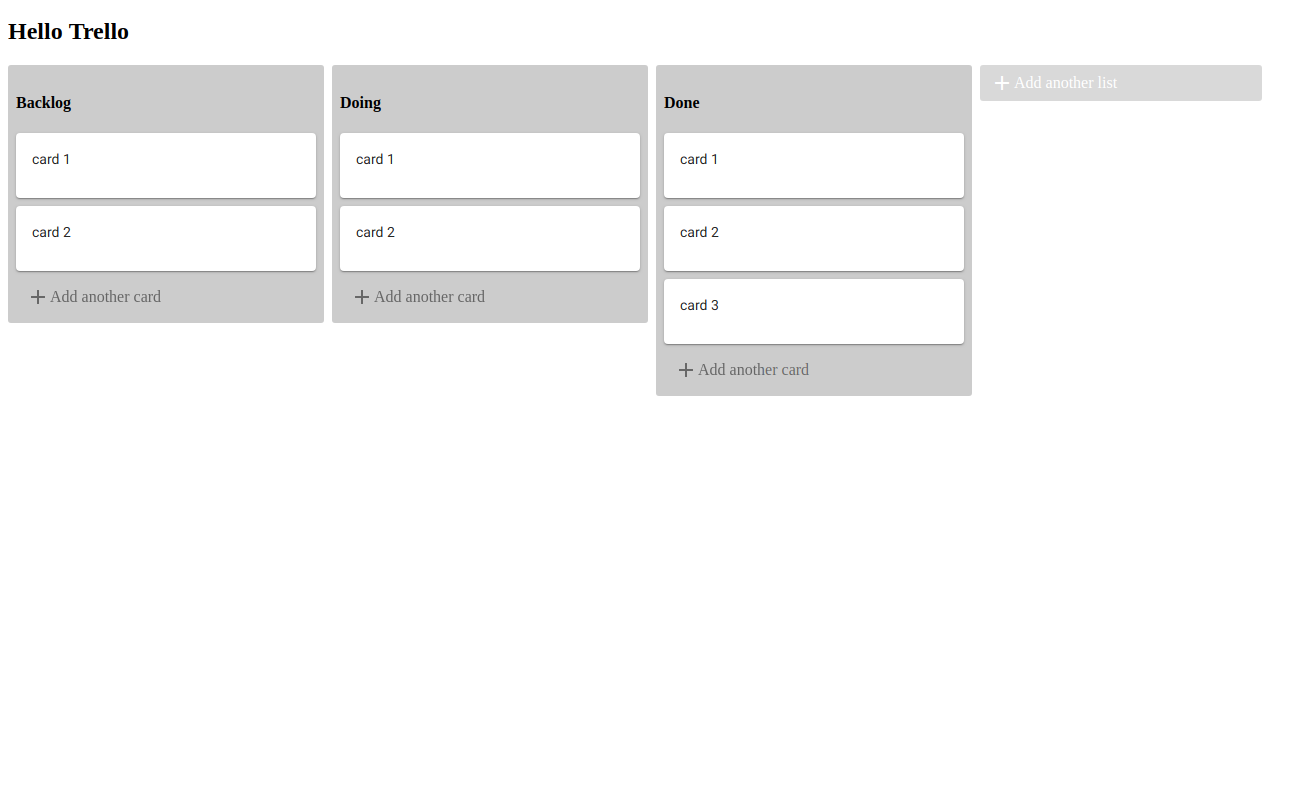 Hello Trello
Backlog
card 1
card 2
Add another card
Doing
card 1
card 2
Add another card
Done
card 1
card 2
card 3
Add another card
Add another list